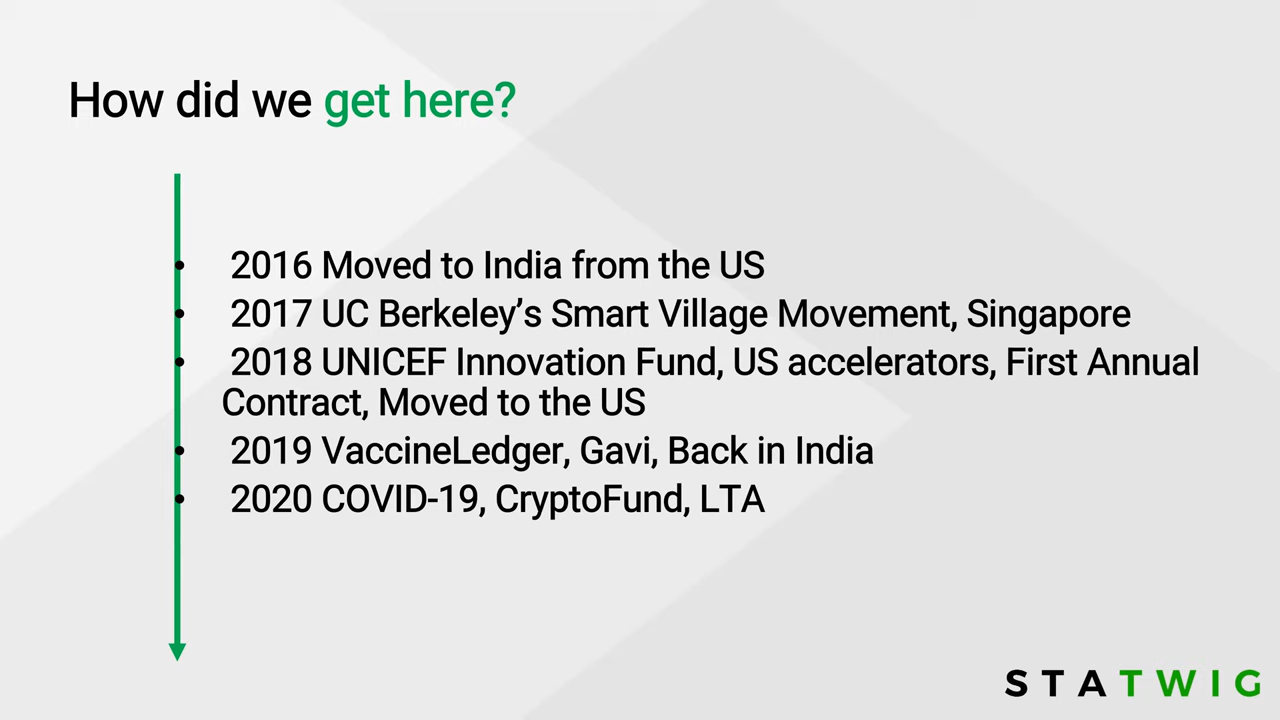 How did we get here?
• 2016 Moved to India from the US
• 2017 UC Berkeley’s Smart Village Movement, Singapore
• 2018 UNICEF Innovation Fund, US accelerators, First Annual
Contract, Moved to the US
• 2019 VaccineLedger, Gavi, Back in India
• 2020 COVID-19, CryptoFund, LTA
STATWIG